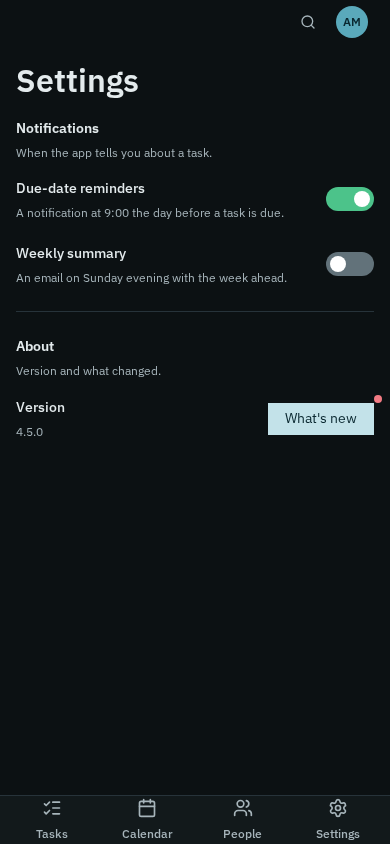 AM
Settings
Notifications
When the app tells you about a task.
Due-date reminders
A notification at 9:00 the day before a task is due.
Weekly summary
An email on Sunday evening with the week ahead.
About
Version and what changed.
Version
4.5.0
What's new
Tasks
Calendar
People
Settings